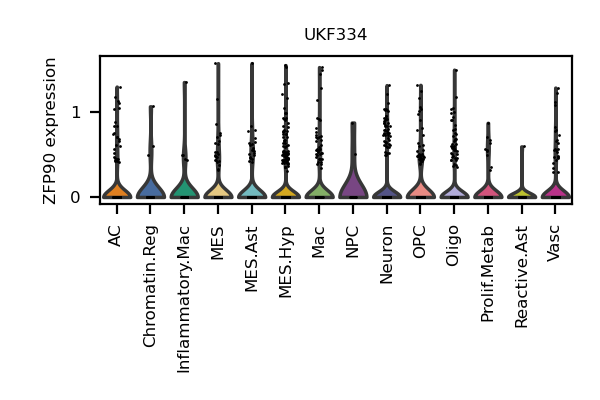 UKF334
ZFP90 expression
1
0
AC
Chromatin.Reg
Inflammatory.Mac
MES
MES.Ast
MES.Hyp
Mac
NPC
Neuron
OPC
Oligo
Prolif.Metab
Reactive.Ast
Vasc